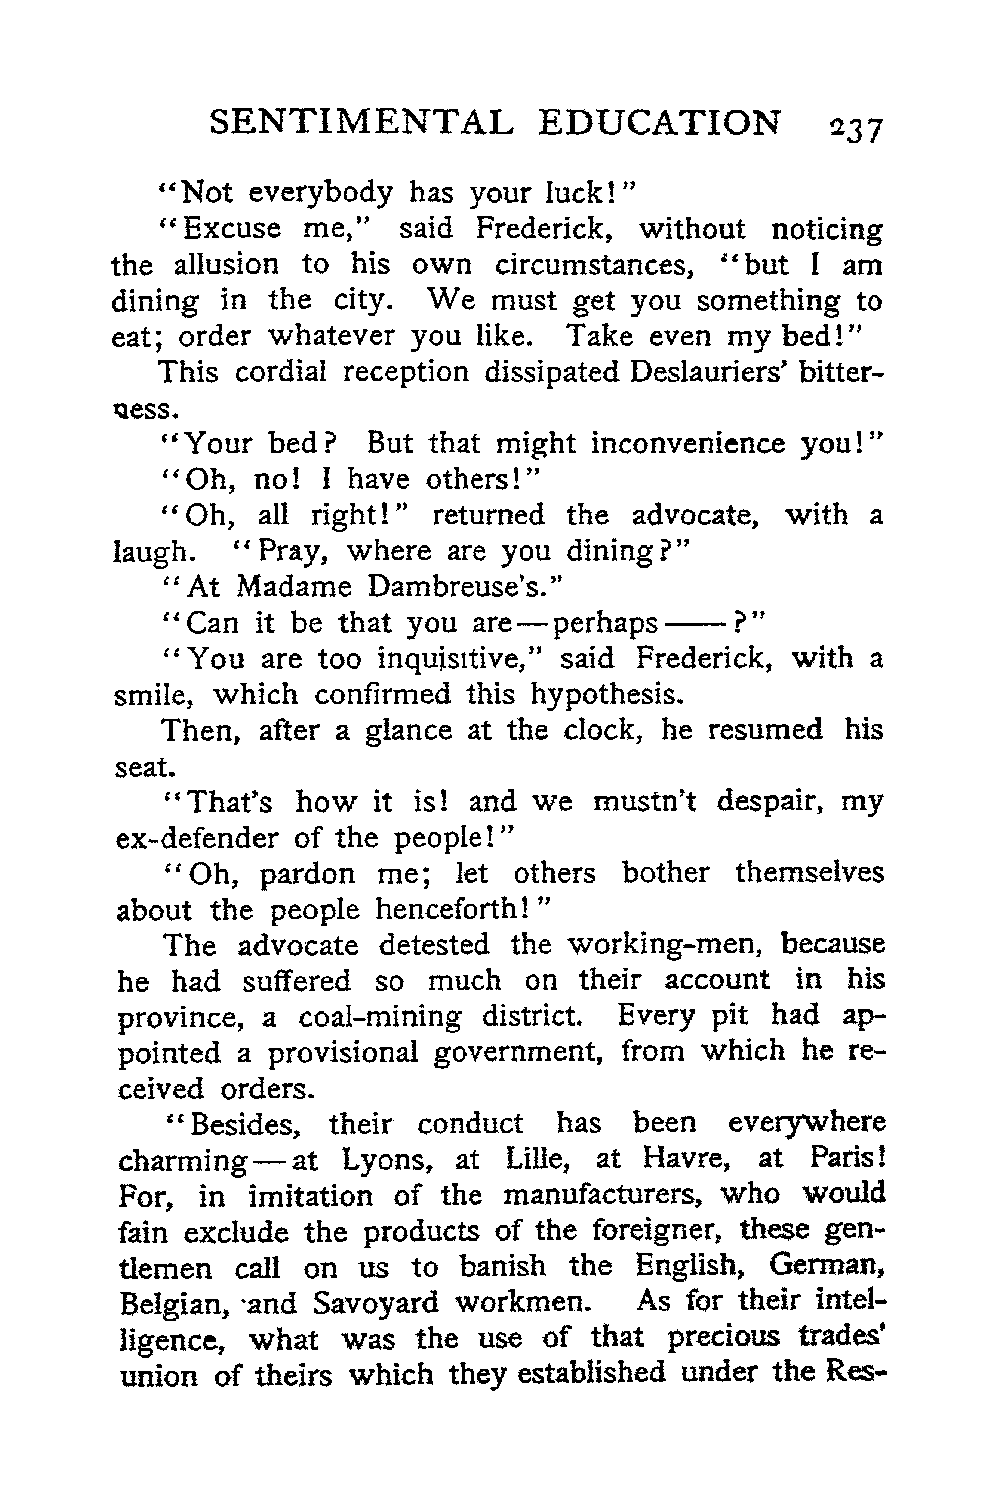 SENTIMENTAL EDUCATION 237
"Not everybody has your luck!"
"Excuse me," said Frederick, without noticing
the allusion to his own circumstances, "but I am
dining in the city. We must get you something to
eat; order whatever you like. Take even my bed!"
This cordial reception dissipated Deslauriers' bitter-
ness.
"Your bed? But that might inconvenience you!"
"Oh, no! I have others!"
"Oh, all right!" returned the advocate, with a
laugh. "Pray, where are you dining?"
"At Madame Dambreuse's."
"Can it be that you are—perhaps——?"
"You are too inquisitive," said Frederick, with a
smile, which confirmed this hypothesis.
Then, after a glance at the clock, he resumed his
seat.
"That's how it is! and we mustn't despair, my
ex-defender of the people!"
"Oh, pardon me; let others bother themselves
about the people henceforth!"
The advocate detested the working-men, because
he had suffered so much on their account in his
province, a coal-mining district. Every pit had ap-
pointed a provisional government, from which he re-
ceived orders.
"Besides, their conduct has been everywhere
charming—at Lyons, at Lille, at Havre, at Paris!
For, in imitation of the manufacturers, who would
fain exclude the products of the foreigner, these gen-
tlemen call on us to banish the English, German,
Belgian, and Savoyard workmen. As for their intel-
ligence, what was the use of that precious trades'
union of theirs which they established under the Res-